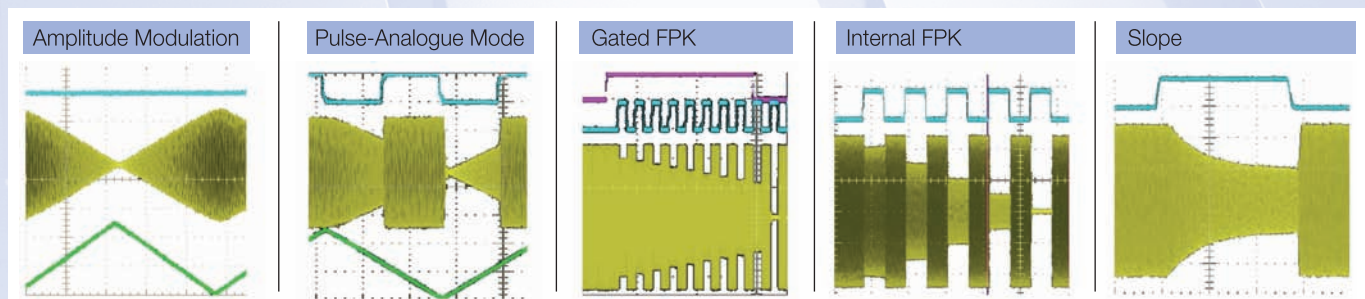 Amplitude Modulation
Pulse-Analogue Mode
Gated FPK
Internal FPK
Slope